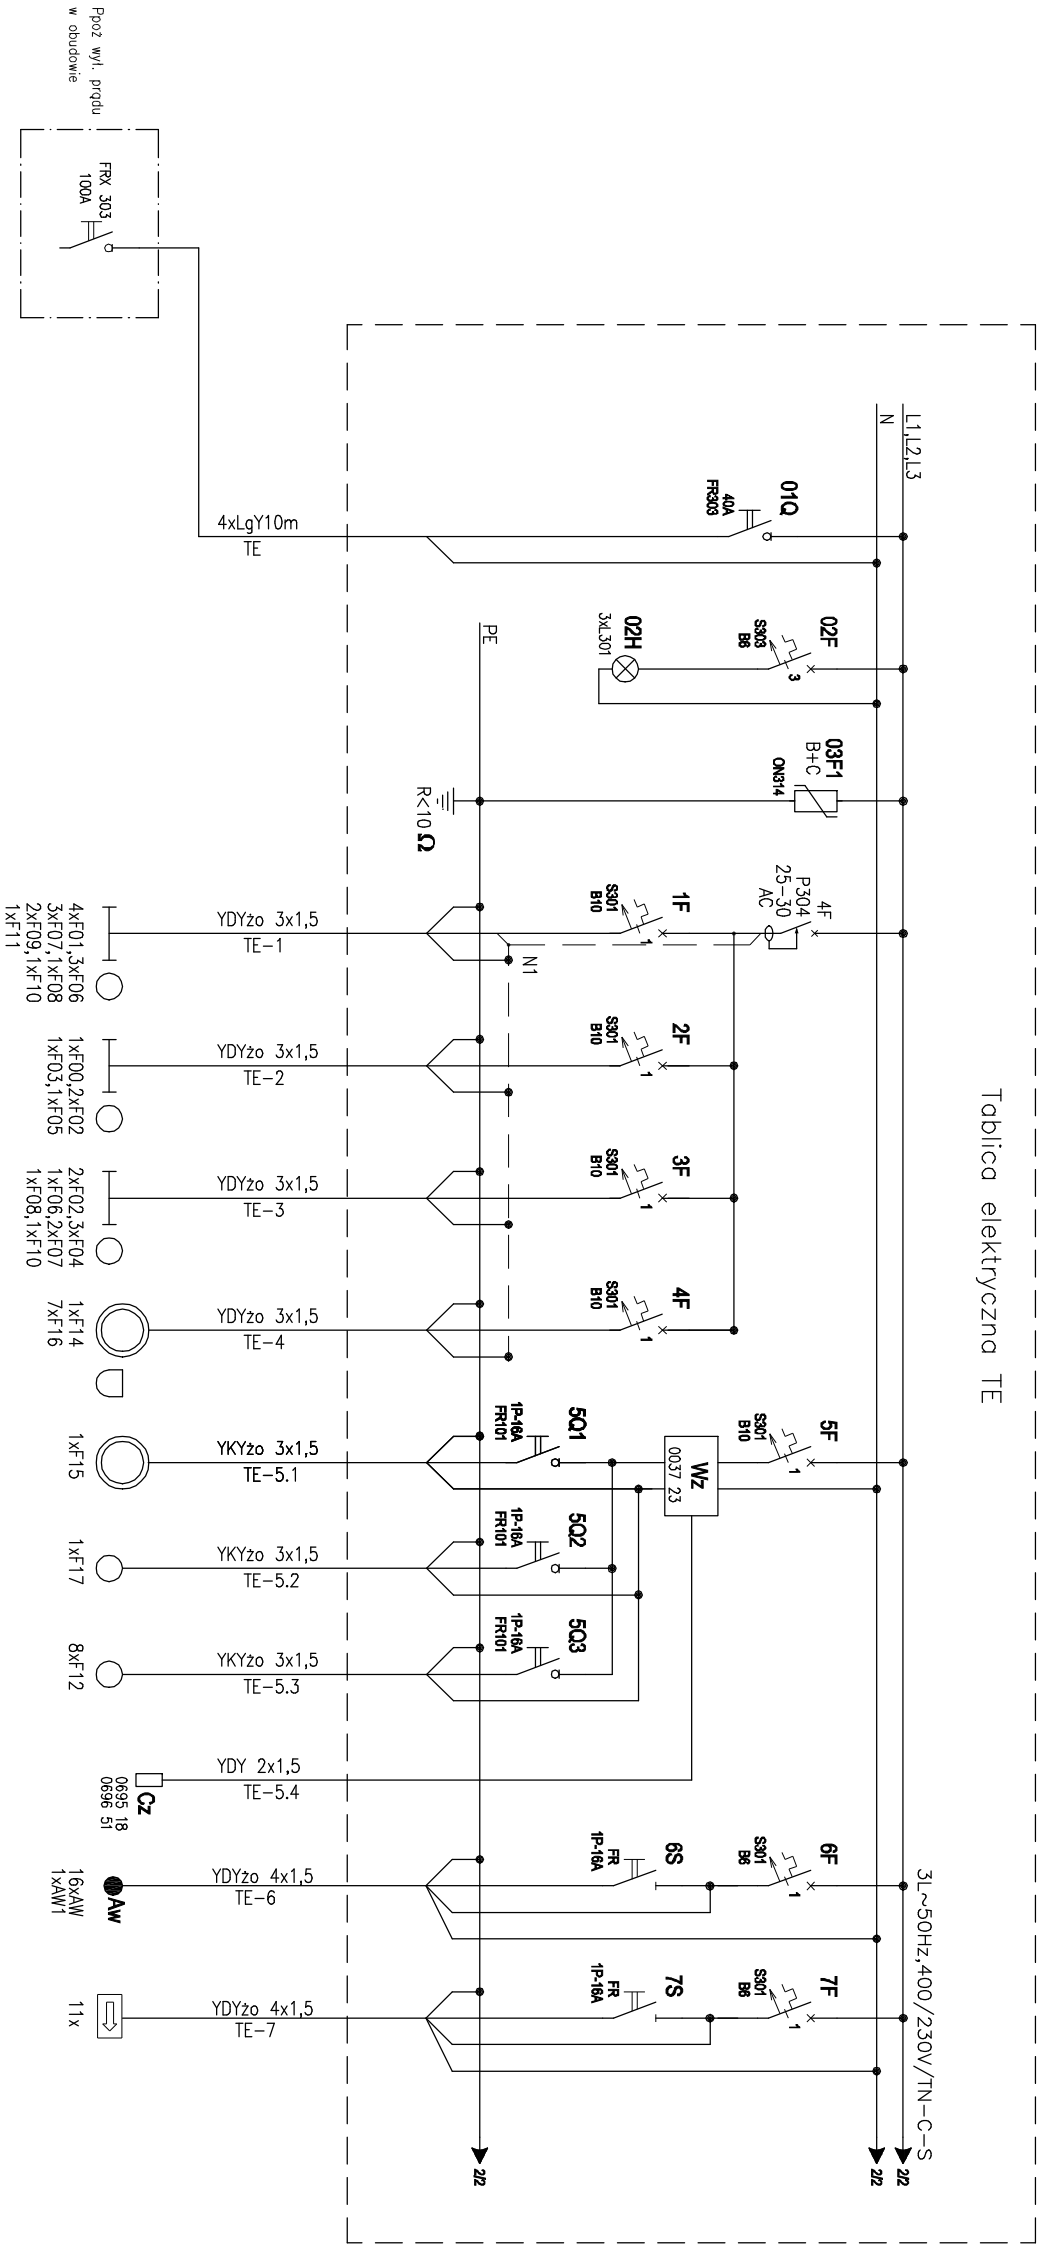 Tablica elektryczna TE
3L~50Hz,400/230V/TN-C-S
L1,L2,L3
N
2/2
2/2
Ppoż wył. prądu
w obudowie
FRX 303
100A
4xLgY10m
TE
01Q
40A
FR303
02F
S303
B6
3
02H
3xL301
PE
2/2
03F1
B+C
ON314
R<10 Ω
4F
P304
25-30
AC
N1
1F
S301
B10
1
YDYżo 3x1,5
TE-1
4xF01,3xF06
3xF07,1xF08
2xF09,1xF10
1xF11
2F
S301
B10
1
YDYżo 3x1,5
TE-2
1xF00,2xF02
1xF03,1xF05
3F
S301
B10
1
YDYżo 3x1,5
TE-3
2xF02,3xF04
1xF06,2xF07
1xF08,1xF10
4F
S301
B10
1
YDYżo 3x1,5
TE-4
1xF14
7xF16
5F
S301
B10
1
Wz
0037 23
5Q1
1P-16A
FR101
YKYżo 3x1,5
TE-5.1
1xF15
5Q2
1P-16A
FR101
YKYżo 3x1,5
TE-5.2
1xF17
5Q3
1P-16A
FR101
YKYżo 3x1,5
TE-5.3
8xF12
YDY 2x1,5
TE-5.4
Cz
0695 18
0696 51
6F
S301
B6
1
6S
FR
1P-16A
YDYżo 4x1,5
TE-6
Aw
16xAW
1xAW1
7F
S301
B6
1
7S
FR
1P-16A
YDYżo 4x1,5
TE-7
11x